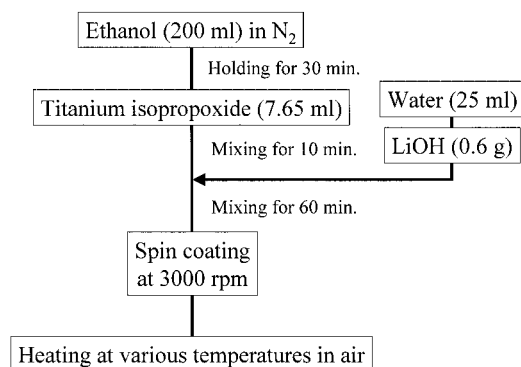 Ethanol (200 ml) in N2
Holding for 30 min.
Titanium isopropoxide (7.65 ml)
Water (25 ml)
Mixing for 10 min.
LiOH (0.6 g)
Mixing for 60 min.
Spin coating
at 3000 rpm
Heating at various temperatures in air